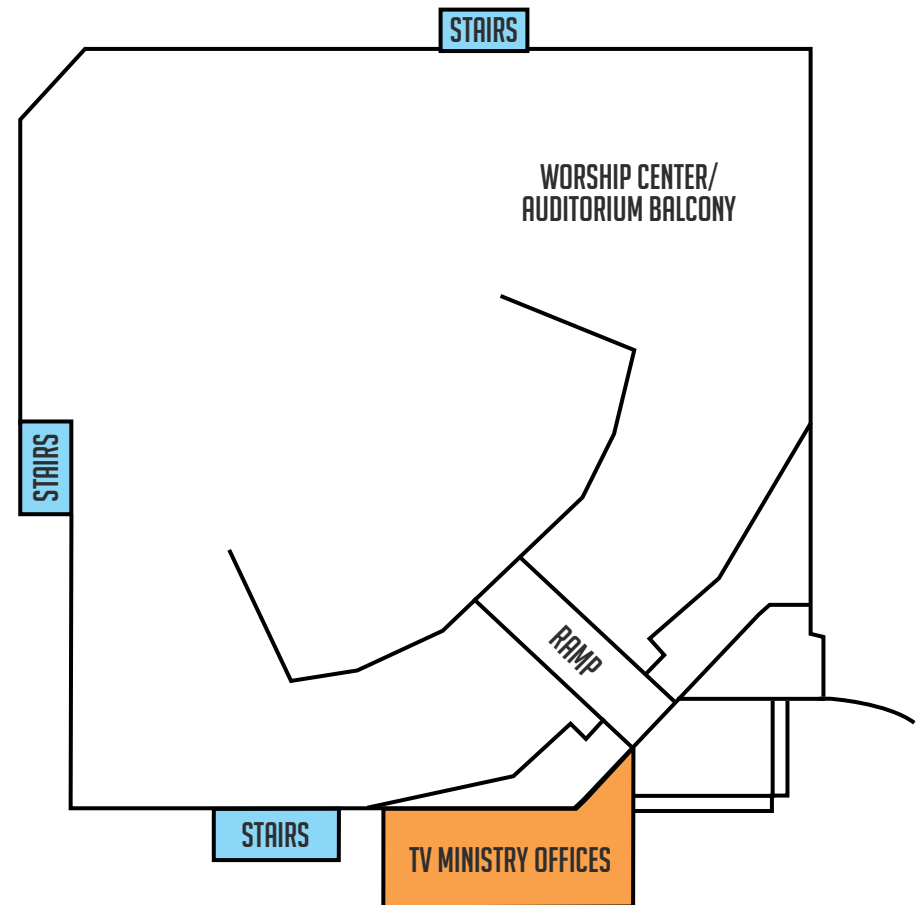 STAIRS
WORSHIP CENTER/
AUDITORIUM BALCONY
STAIRS
RAMP
STAIRS
TV MINISTRY OFFICES